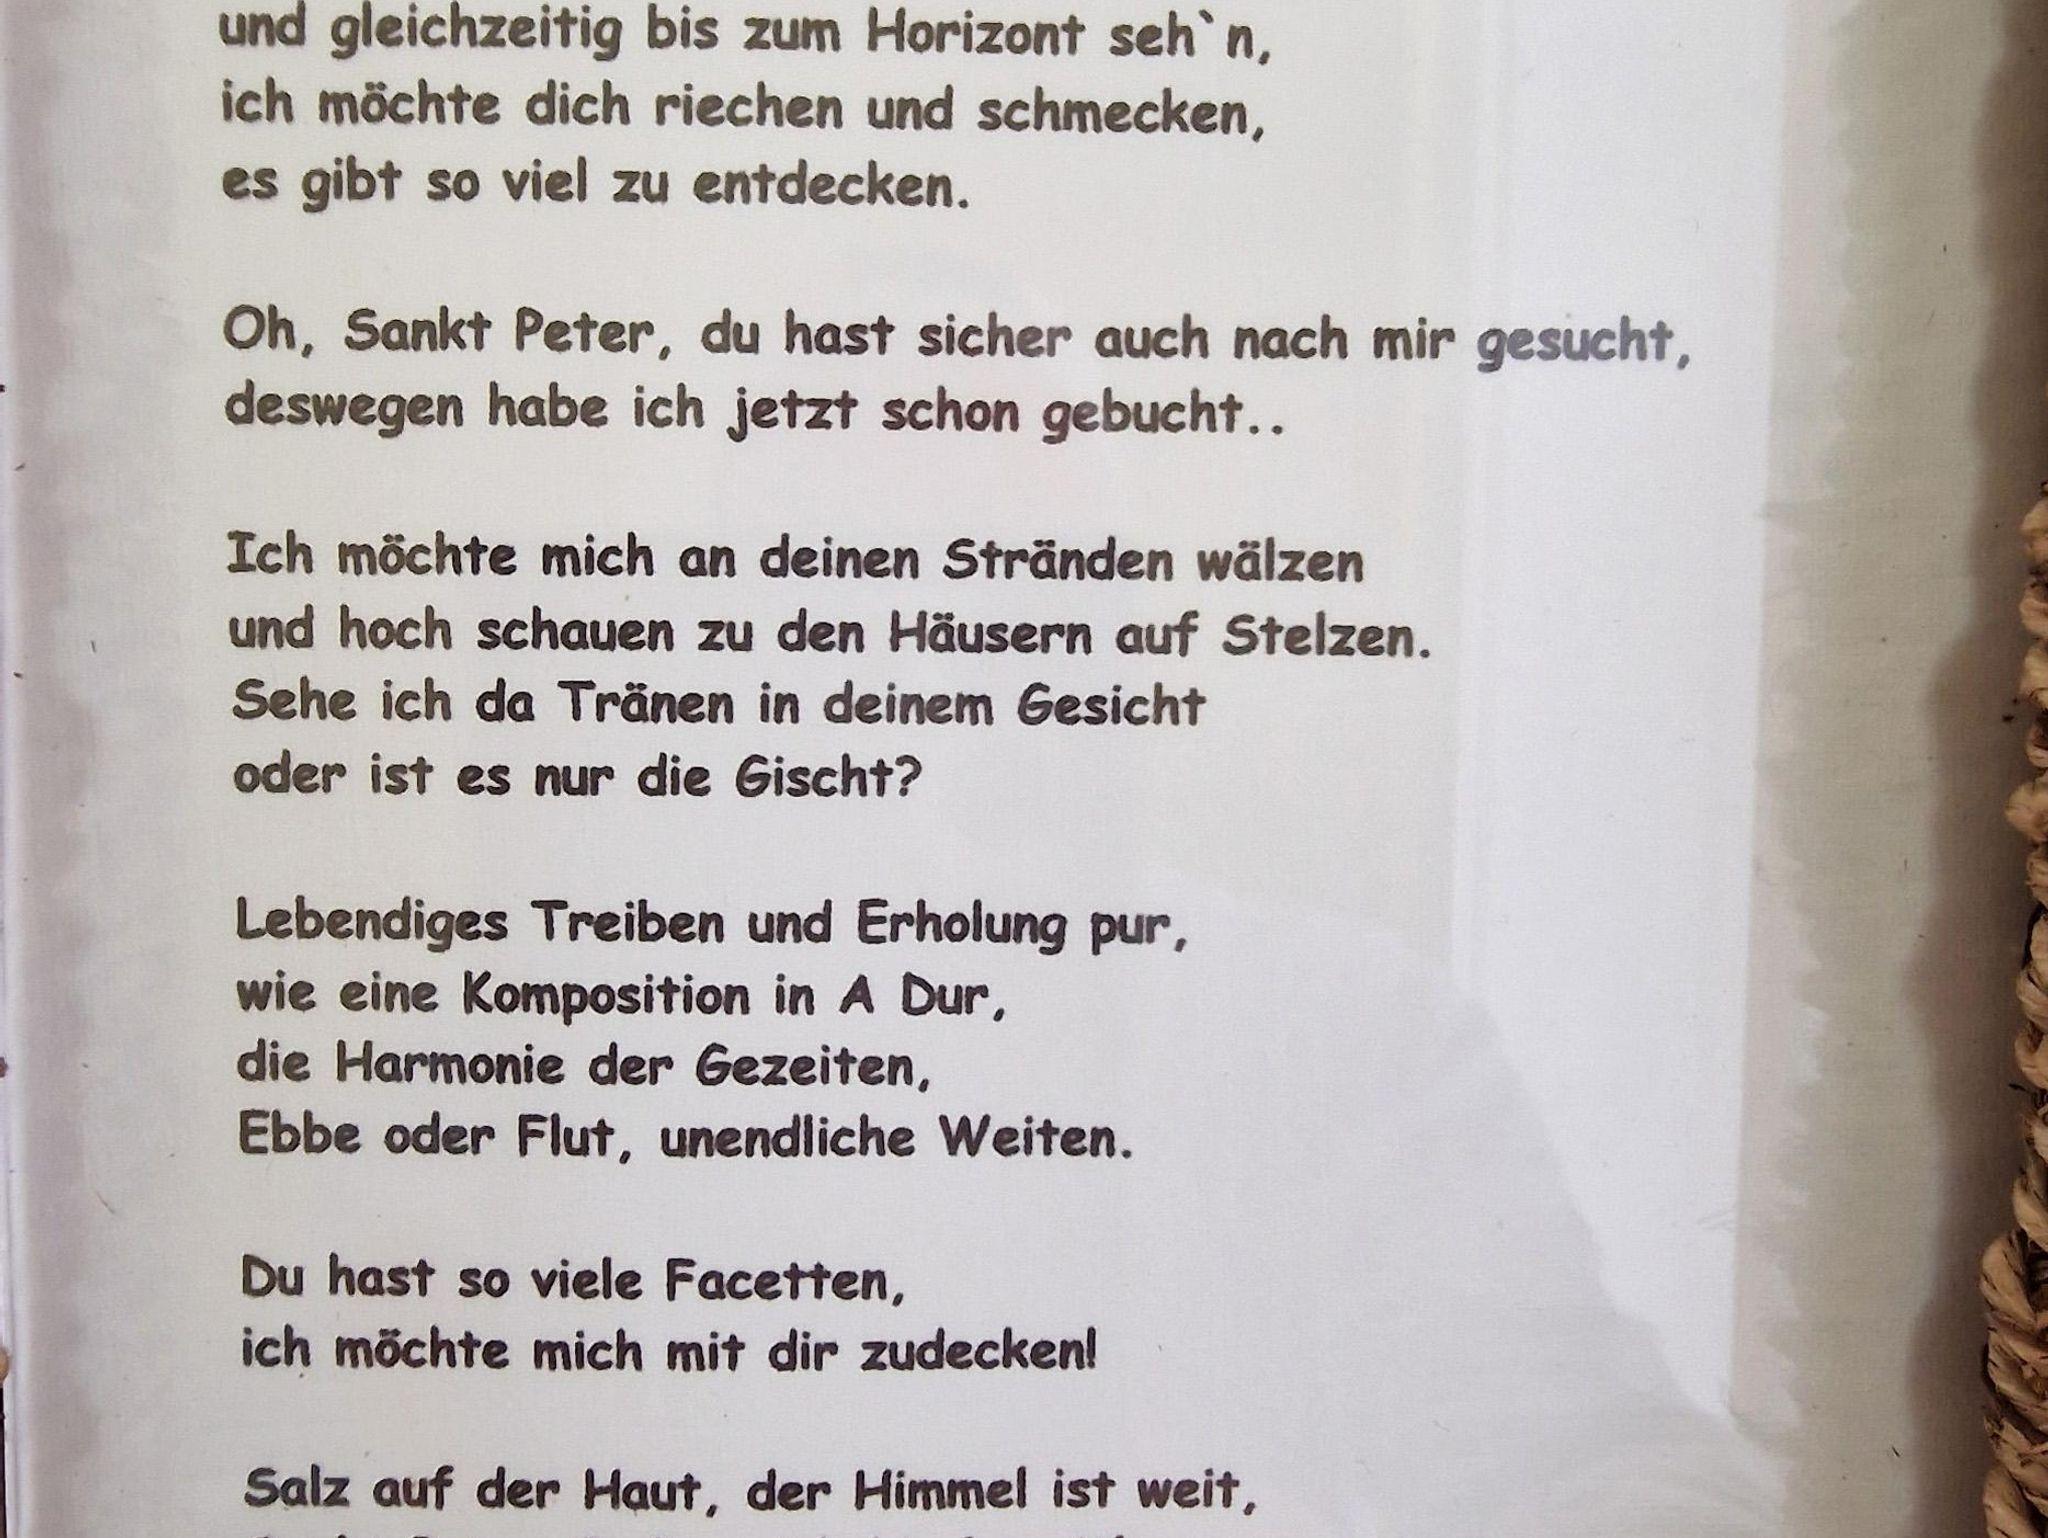 und gleichzeitig bis zum Horizont seh`n,
ich möchte dich riechen und schmecken,
es gibt so viel zu entdecken.
Oh, Sankt Peter, du hast sicher auch nach mir gesucht,
deswegen habe ich jetzt schon gebucht..
Ich möchte mich an deinen Stränden wälzen
und hoch schauen zu den Häusern auf Stelzen.
Sehe ich da Tränen in deinem Gesicht
oder ist es nur die Gischt?
Lebendiges Treiben und Erholung pur,
wie eine Komposition in A Dur,
die Harmonie der Gezeiten,
Ebbe oder Flut, unendliche Weiten.
Du hast so viele Facetten,
ich möchte mich mit dir zudecken!
Salz auf der Haut, der Himmel ist weit,